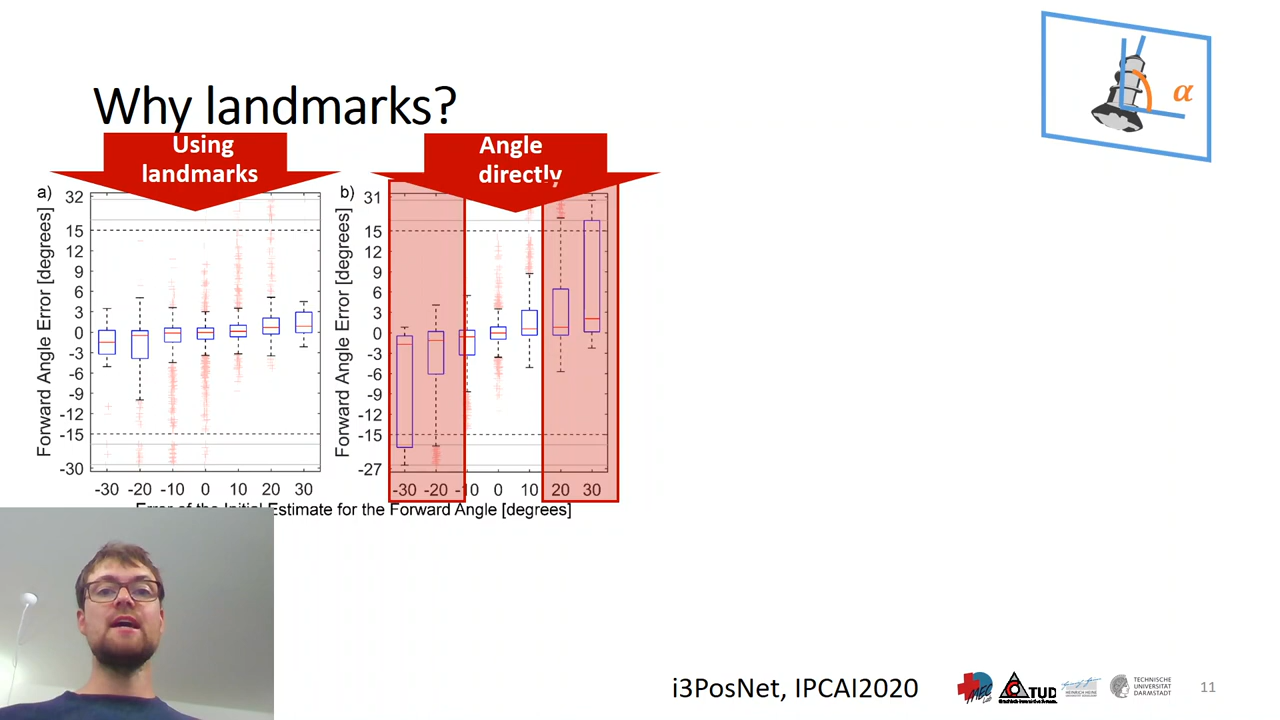 Why landmarks?
α
Using
landmarks
Angle
directly
a)
Forward Angle Error [degrees]
32
15
12
9
6
3
0
-3
-6
-9
-12
-15
-30
-30 -20 -10 0 10 20 30
b)
Forward Angle Error [degrees]
31
15
12
9
6
3
0
-3
-6
-9
-12
-15
-27
-30 -20 -10 0 10 20 30
Error of the Initial Estimate for the Forward Angle [degrees]
i3PosNet, IPCAI2020
MEC
Lab
TUD
TECHNISCHE
UNIVERSITÄT
DARMSTADT
11